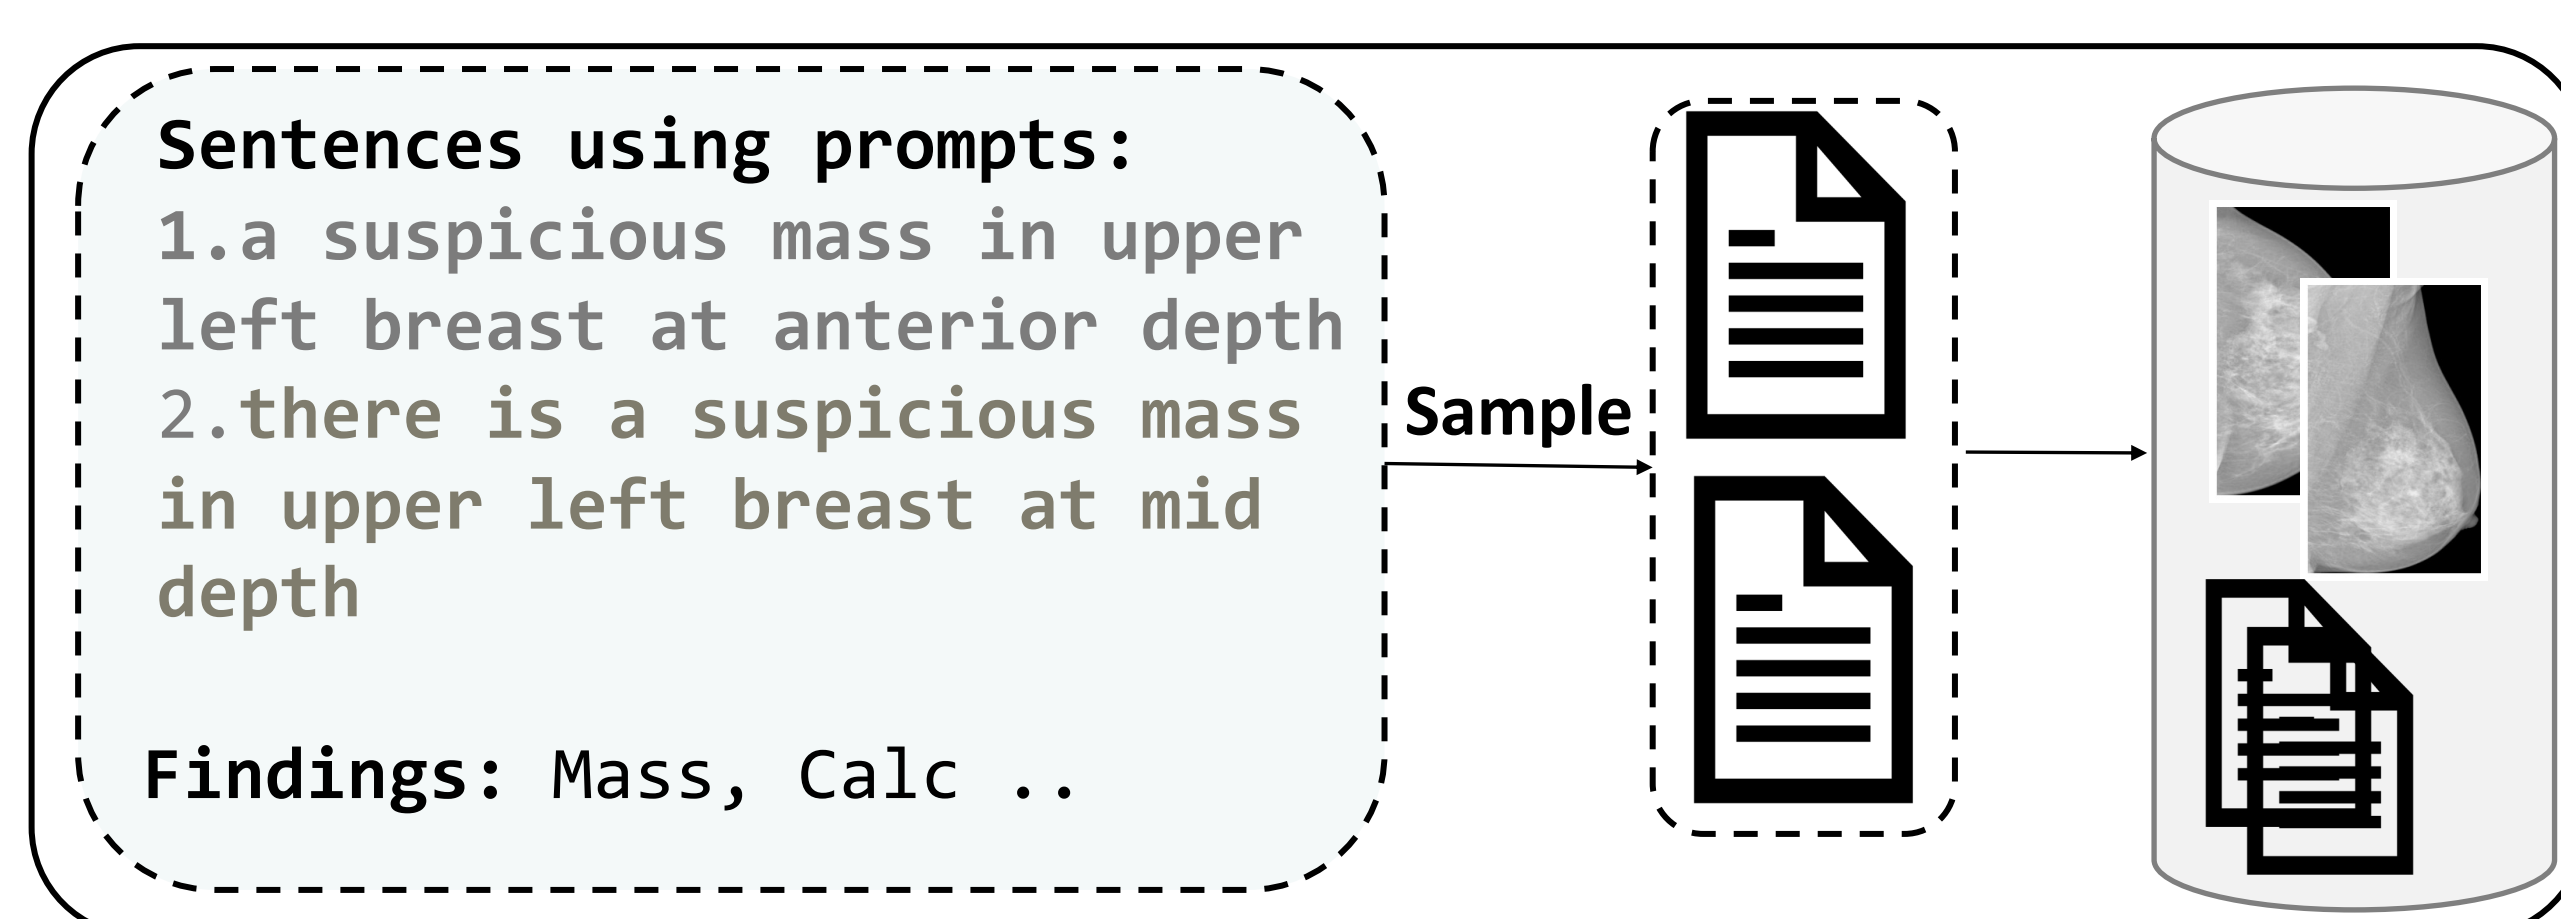 Sentences using prompts:
1.a suspicious mass in upper
left breast at anterior depth
2.there is a suspicious mass
in upper left breast at mid
depth
Findings: Mass, Calc ..
Sample